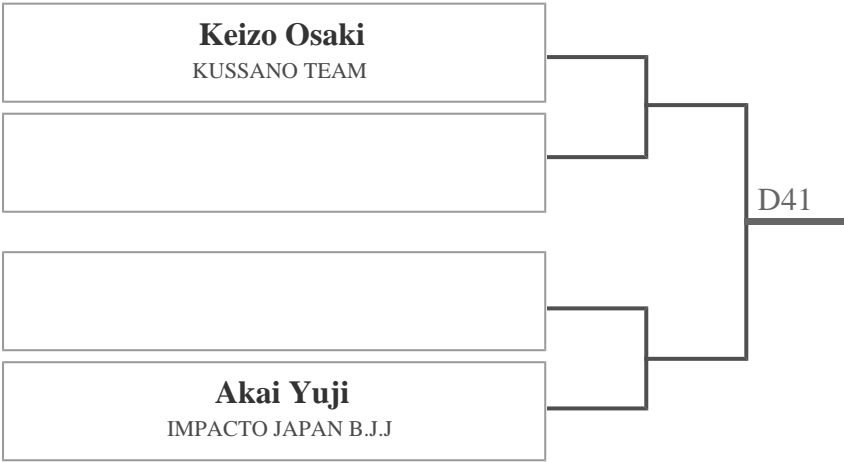 Keizo Osaki
KUSSANO TEAM
D41
Akai Yuji
IMPACTO JAPAN B.J.J